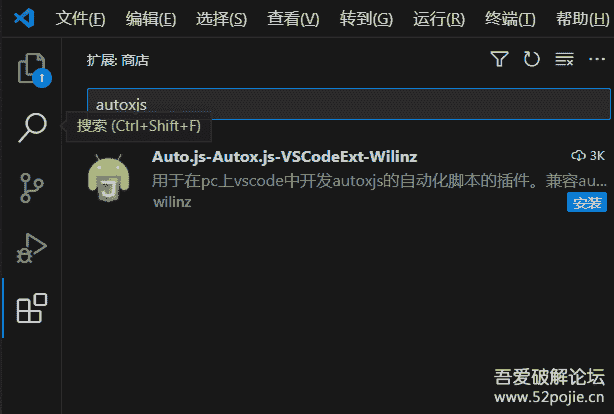 文件(F) 编辑(E) 选择(S) 查看(V) 转到(G) 运行(R) 终端(T) 帮助(H)
扩展: 商店
1
autoxjs
搜索 (Ctrl+Shift+F)
Auto.js-Autox.js-VSCodeExt-Wilinz 3K
用于在pc上vscode中开发autoxjs的自动化脚本的插件。兼容au...
wilinz 安装
吾爱破解论坛
www.52pojie.cn